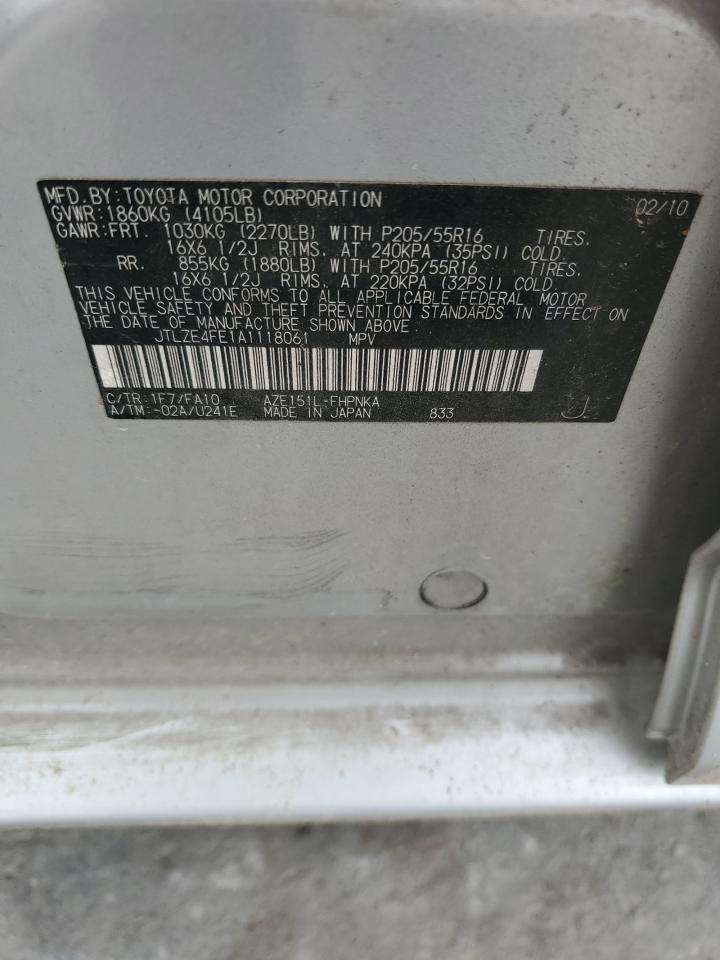 MFD.BY:TOYOTA MOTOR CORPORATION 02/10
GVWR:1860KG (4105LB)
GAWR:FRT. 1030KG (2270LB) WITH P205/55R16 TIRES,
16X6 1/2J RIMS, AT 240KPA (35PSI) COLD.
RR. 855KG (1880LB) WITH P205/55R16 TIRES,
16X6 1/2J RIMS, AT 220KPA (32PSI) COLD.
THIS VEHICLE CONFORMS TO ALL APPLICABLE FEDERAL MOTOR
VEHICLE SAFETY AND THEFT PREVENTION STANDARDS IN EFFECT ON
THE DATE OF MANUFACTURE SHOWN ABOVE.
JTLZE4FE1A1118061 MPV
C/TR:1F7/FA10 AZE151L-FHPNKA
A/TM:-02A/U241E MADE IN JAPAN 833